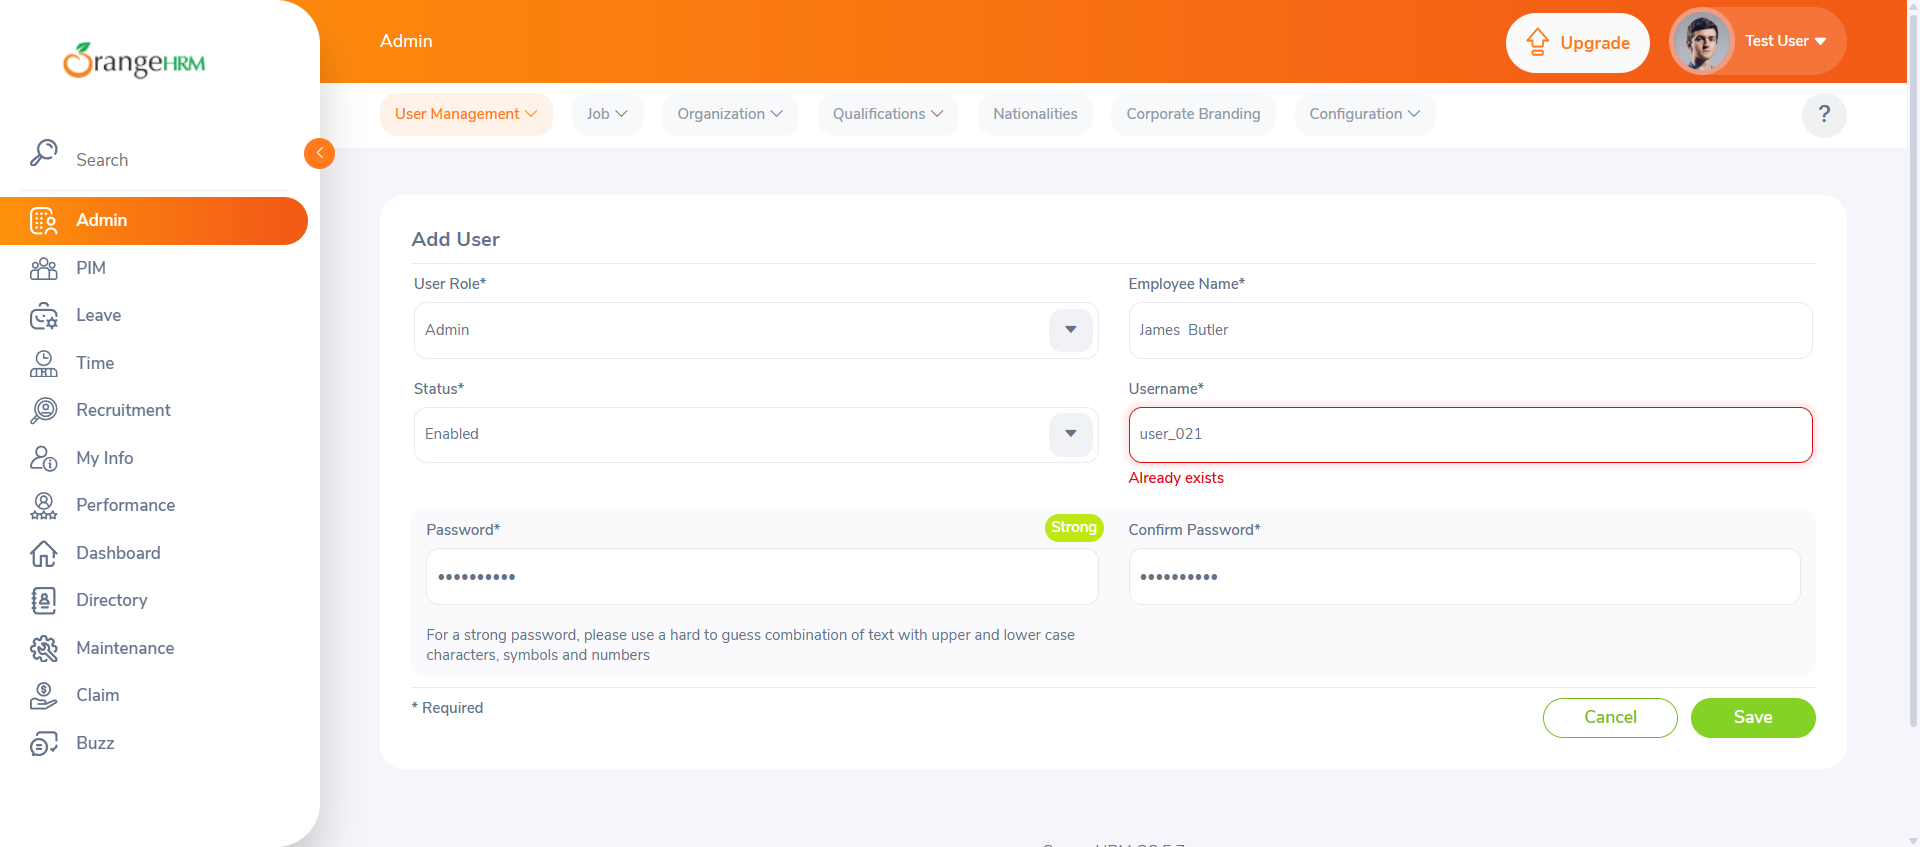 OrangeHRM
Admin
Upgrade
Test User
User Management
Job
Organization
Qualifications
Nationalities
Corporate Branding
Configuration
?
Search
Admin
PIM
Leave
Time
Recruitment
My Info
Performance
Dashboard
Directory
Maintenance
Claim
Buzz
Add User
User Role*
Admin
Employee Name*
James  Butler
Status*
Enabled
Username*
user_021
Already exists
Password*
Strong
••••••••••
Confirm Password*
••••••••••
For a strong password, please use a hard to guess combination of text with upper and lower case
characters, symbols and numbers
* Required
Cancel
Save